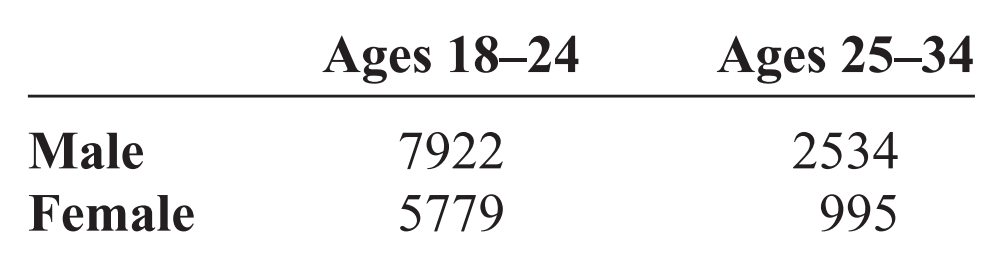 Ages 18–24 Ages 25–34
Male 7922 2534
Female 5779 995